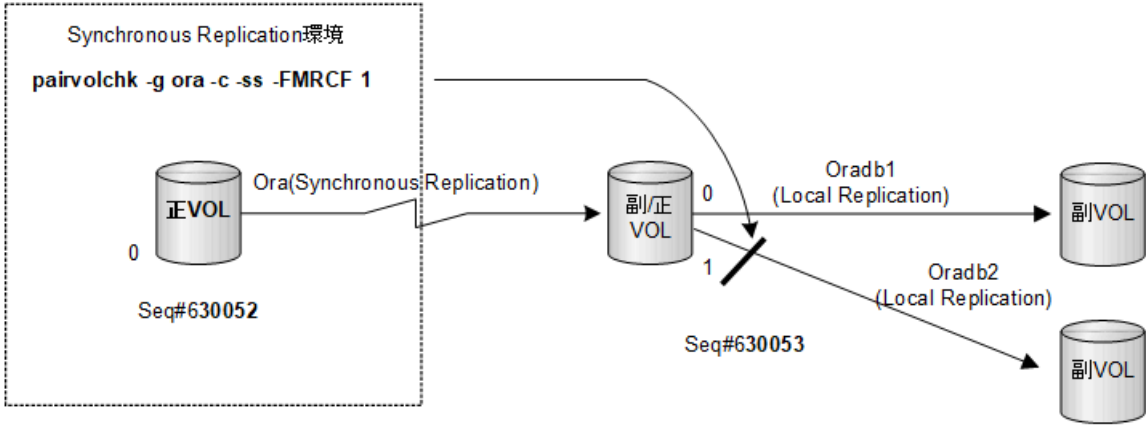 Synchronous Replication環境
pairvolchk -g ora -c -ss -FMRCF 1
Ora(Synchronous Replication)
正VOL
0
Seq#630052
副/正
VOL
0
1
Seq#630053
Oradb1
(Local Replication)
副VOL
Oradb2
(Local Replication)
副VOL